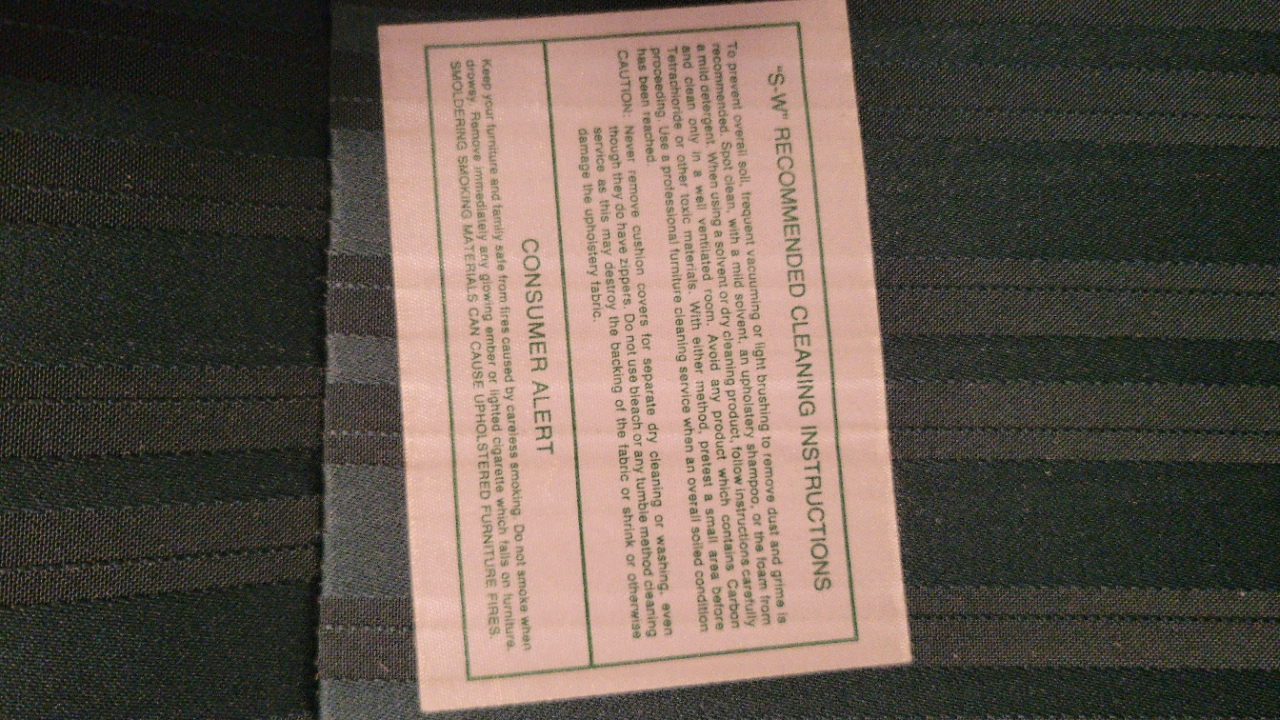 "S-W" RECOMMENDED CLEANING INSTRUCTIONS
To prevent overall soil, frequent vacuuming or light brushing to remove dust and grime is
recommended. Spot clean, with a mild solvent, an upholstery shampoo, or the foam from
a mild detergent. When using a solvent or dry cleaning product, follow instructions carefully
and clean only in a well ventilated room. Avoid any product which contains Carbon
Tetrachloride or other toxic materials. With either method, pretest a small area before
proceeding. Use a professional furniture cleaning service when an overall soiled condition
has been reached.
CAUTION: Never remove cushion covers for separate dry cleaning or washing, even
though they do have zippers. Do not use bleach or any tumble method cleaning
service as this may destroy the backing of the fabric or shrink or otherwise
damage the upholstery fabric.
CONSUMER ALERT
Keep your furniture and family safe from fires caused by careless smoking. Do not smoke when
drowsy. Remove immediately any glowing ember or lighted cigarette which falls on furniture.
SMOLDERING SMOKING MATERIALS CAN CAUSE UPHOLSTERED FURNITURE FIRES.